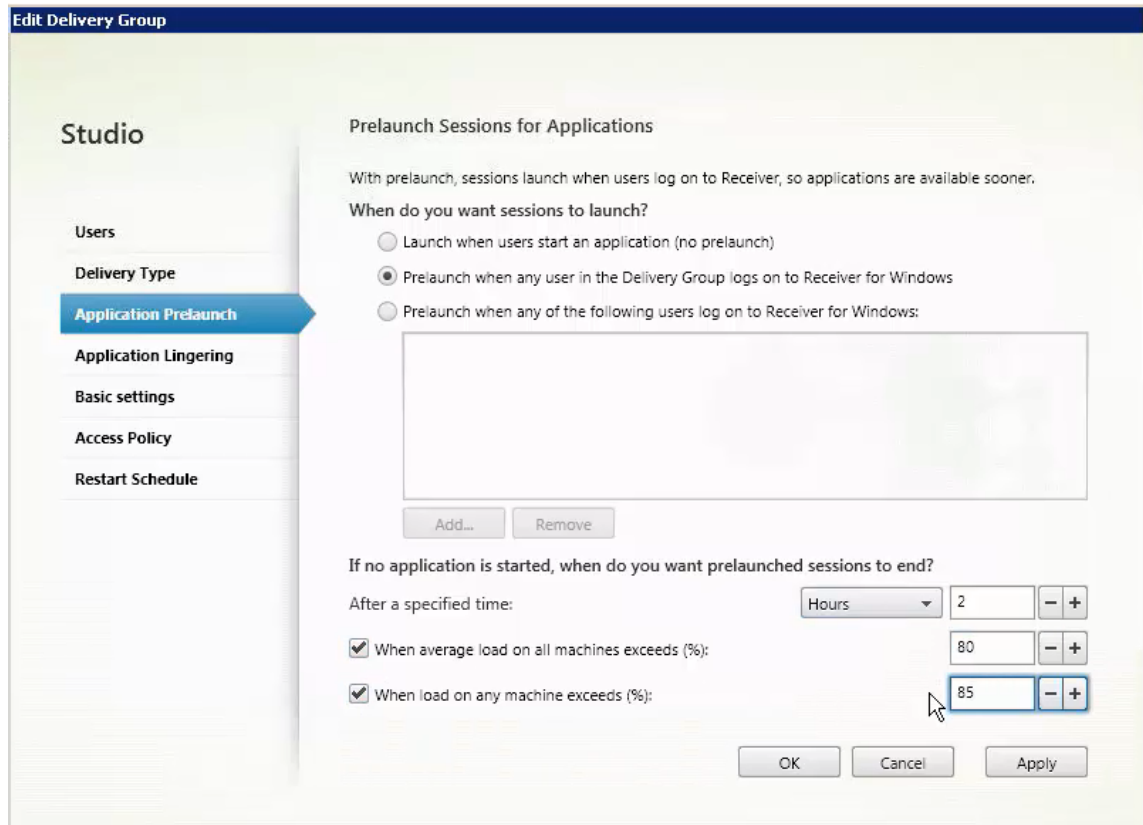 Edit Delivery Group
Studio
Users
Delivery Type
Application Prelaunch
Application Lingering
Basic settings
Access Policy
Restart Schedule
Prelaunch Sessions for Applications
With prelaunch, sessions launch when users log on to Receiver, so applications are available sooner.
When do you want sessions to launch?
Launch when users start an application (no prelaunch)
Prelaunch when any user in the Delivery Group logs on to Receiver for Windows
Prelaunch when any of the following users log on to Receiver for Windows:
Add... Remove
If no application is started, when do you want prelaunched sessions to end?
After a specified time: Hours 2 - +
When average load on all machines exceeds (%): 80 - +
When load on any machine exceeds (%): 85 - +
OK Cancel Apply